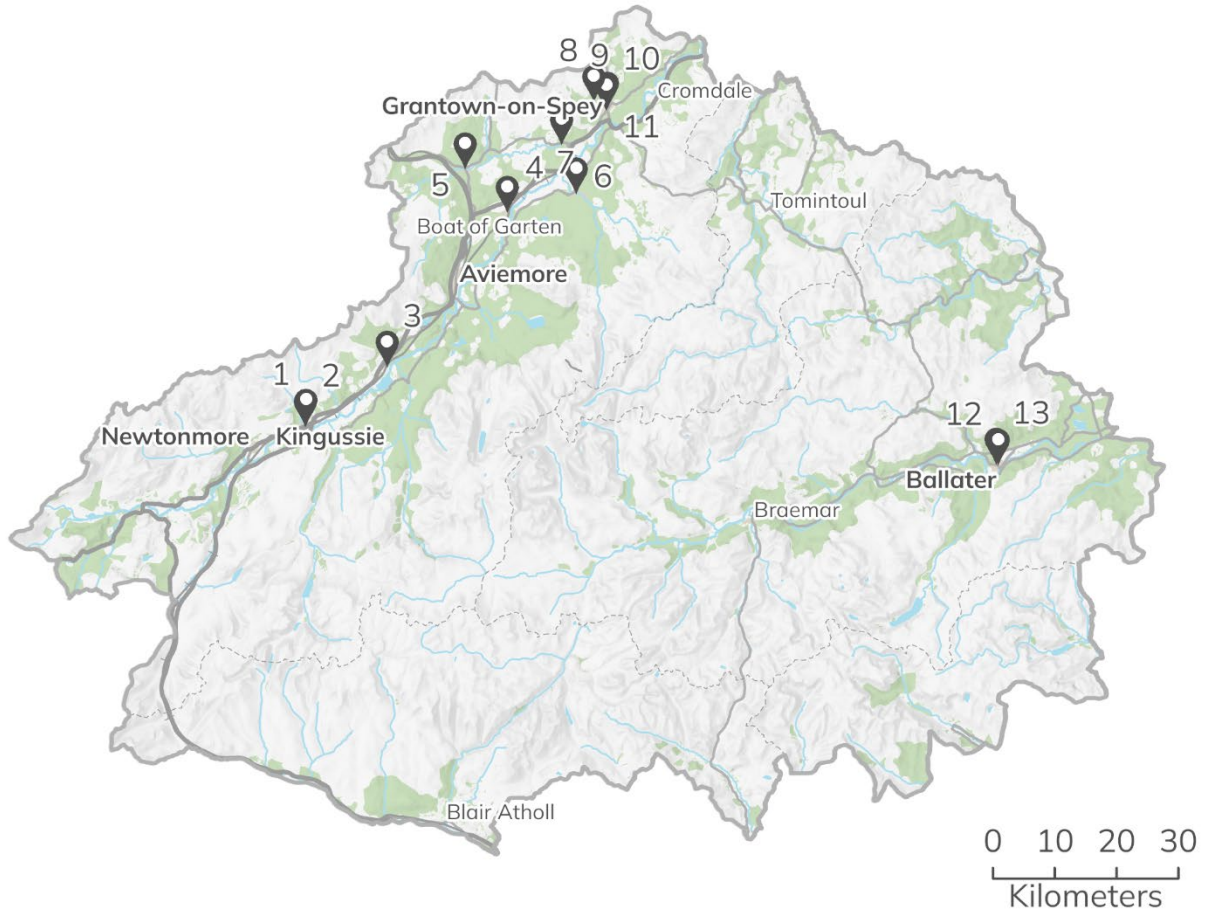 8 9 10
Cromdale
Grantown-on-Spey
11
4 7 6
5
Tomintoul
Boat of Garten
Aviemore
3
1 2
12 13
Newtonmore Kingussie
Ballater
Braemar
Blair Atholl
0 10 20 30
Kilometers